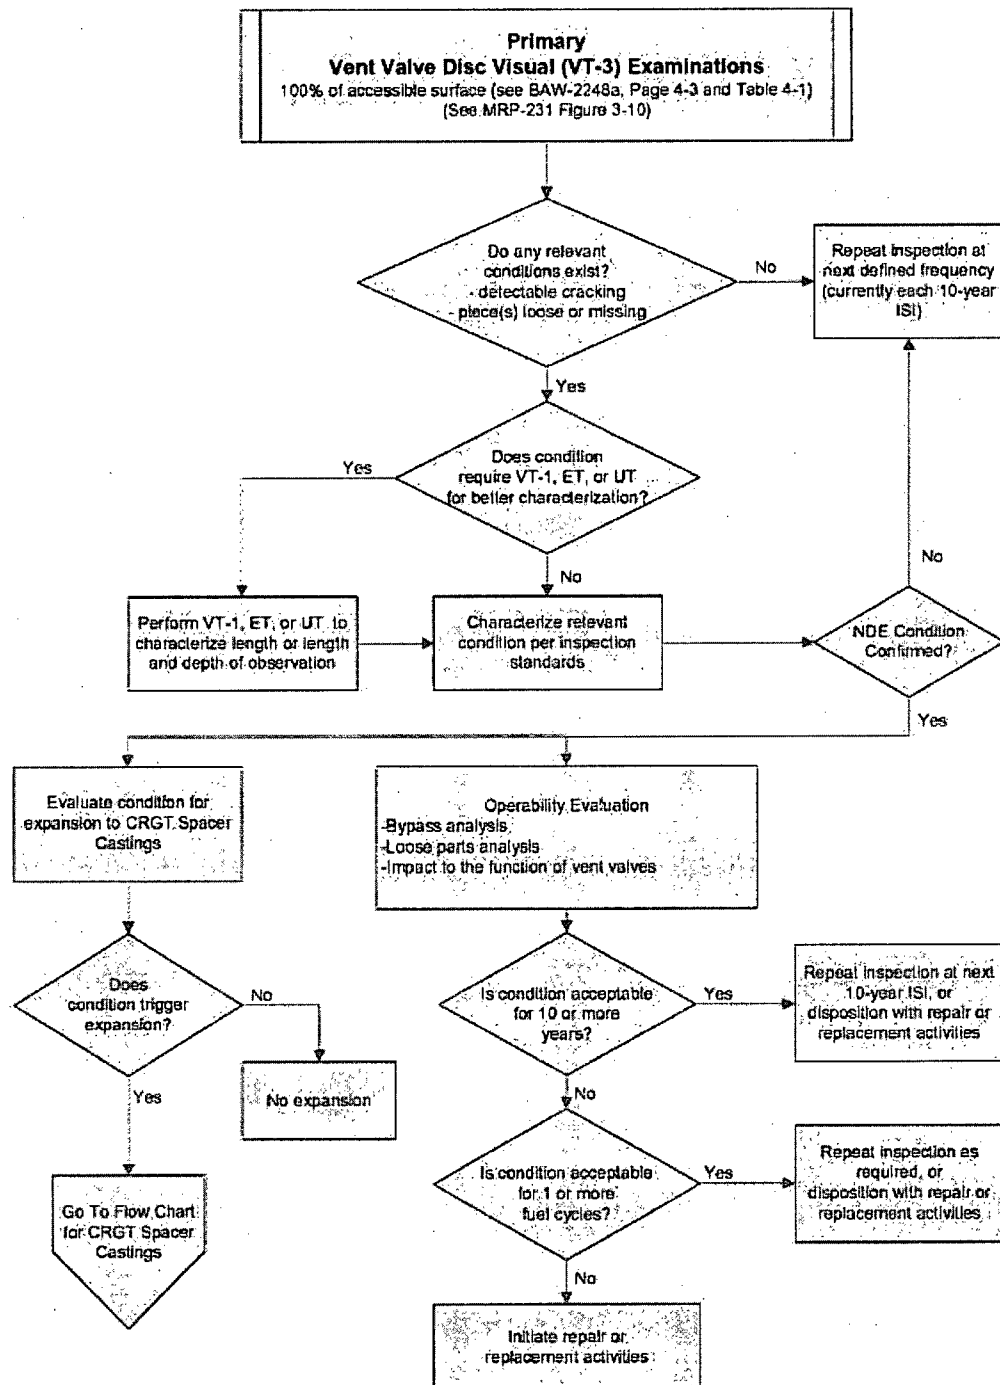 Primary
Vent Valve Disc Visual (VT-3) Examinations
100% of accessible surface (see BAW-2248a, Page 4-3 and Table 4-1)
(See MRP-231 Figure 3-10)
Do any relevant
conditions exist?
- detectable cracking
- piece(s) loose or missing
No
Repeat inspection at
next defined frequency
(currently each 10-year
ISI)
Yes
Does condition
require VT-1, ET, or UT
for better characterization?
Yes
No
No
Perform VT-1, ET, or UT to
characterize length or length
and depth of observation
Characterize relevant
condition per inspection
standards
NDE Condition
Confirmed?
Yes
Evaluate condition for
expansion to CRGT Spacer
Castings
Operability Evaluation
-Bypass analysis,
-Loose parts analysis
-Impact to the function of vent valves
Does
condition trigger
expansion?
No
Is condition acceptable
for 10 or more
years?
Yes
Repeat inspection at next
10-year ISI, or
disposition with repair or
replacement activities
No expansion
Yes
No
Go To Flow Chart
for CRGT Spacer
Castings
Is condition acceptable
for 1 or more
fuel cycles?
Yes
Repeat inspection as
required, or
disposition with repair or
replacement activities
No
Initiate repair or
replacement activities